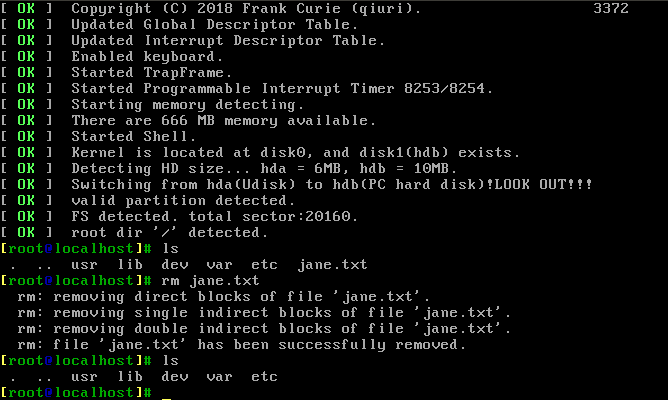 [ OK ]  Copyright (C) 2018 Frank Curie (qiuri).                     3372
[ OK ]  Updated Global Descriptor Table.
[ OK ]  Updated Interrupt Descriptor Table.
[ OK ]  Enabled keyboard.
[ OK ]  Started TrapFrame.
[ OK ]  Started Programmable Interrupt Timer 8253/8254.
[ OK ]  Starting memory detecting.
[ OK ]  There are 666 MB memory available.
[ OK ]  Started Shell.
[ OK ]  Kernel is located at disk0, and disk1(hdb) exists.
[ OK ]  Detecting HD size... hda = 6MB, hdb = 10MB.
[ OK ]  Switching from hda(Udisk) to hdb(PC hard disk)!LOOK OUT!!!
[ OK ]  valid partition detected.
[ OK ]  FS detected. total sector:20160.
[ OK ]  root dir '/' detected.
[root@localhost]# ls
 .  ..  usr  lib  dev  var  etc  jane.txt
[root@localhost]# rm jane.txt
  rm: removing direct blocks of file 'jane.txt'.
  rm: removing single indirect blocks of file 'jane.txt'.
  rm: removing double indirect blocks of file 'jane.txt'.
  rm: file 'jane.txt' has been successfully removed.
[root@localhost]# ls
 .  ..  usr  lib  dev  var  etc
[root@localhost]# _